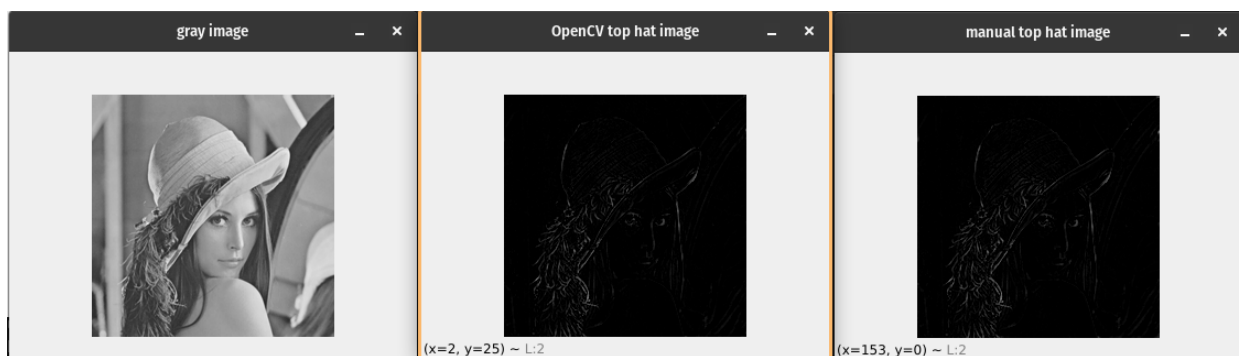 gray image
OpenCV top hat image
manual top hat image
(x=2, y=25) ~ L:2
(x=153, y=0) ~ L:2